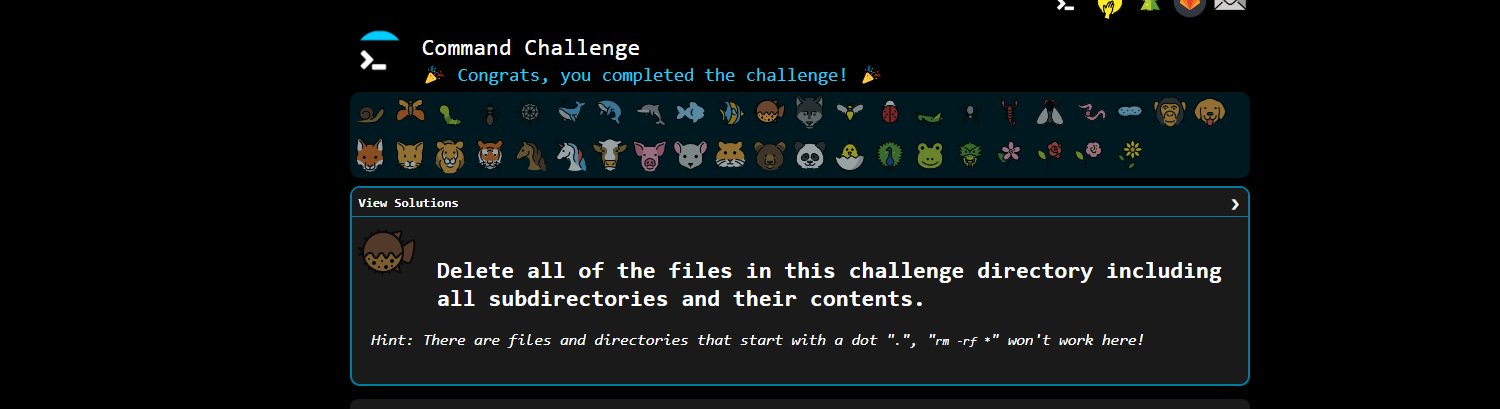 Command Challenge
🎉 Congrats, you completed the challenge! 🎉
View Solutions
Delete all of the files in this challenge directory including
all subdirectories and their contents.
Hint: There are files and directories that start with a dot ".", "rm -rf *" won't work here!